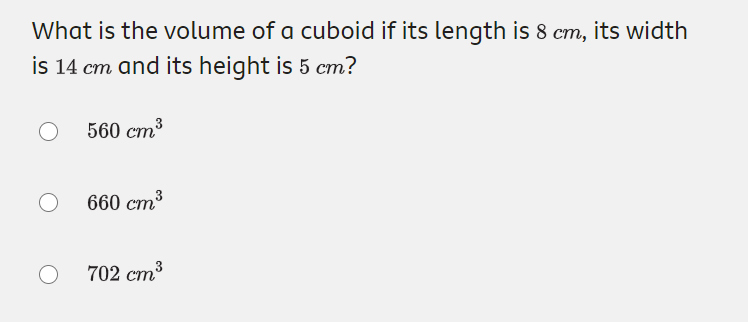 What is the volume of a cuboid if its length is 8 cm, its width
is 14 cm and its height is 5 cm?
560 cm³
660 cm³
702 cm³